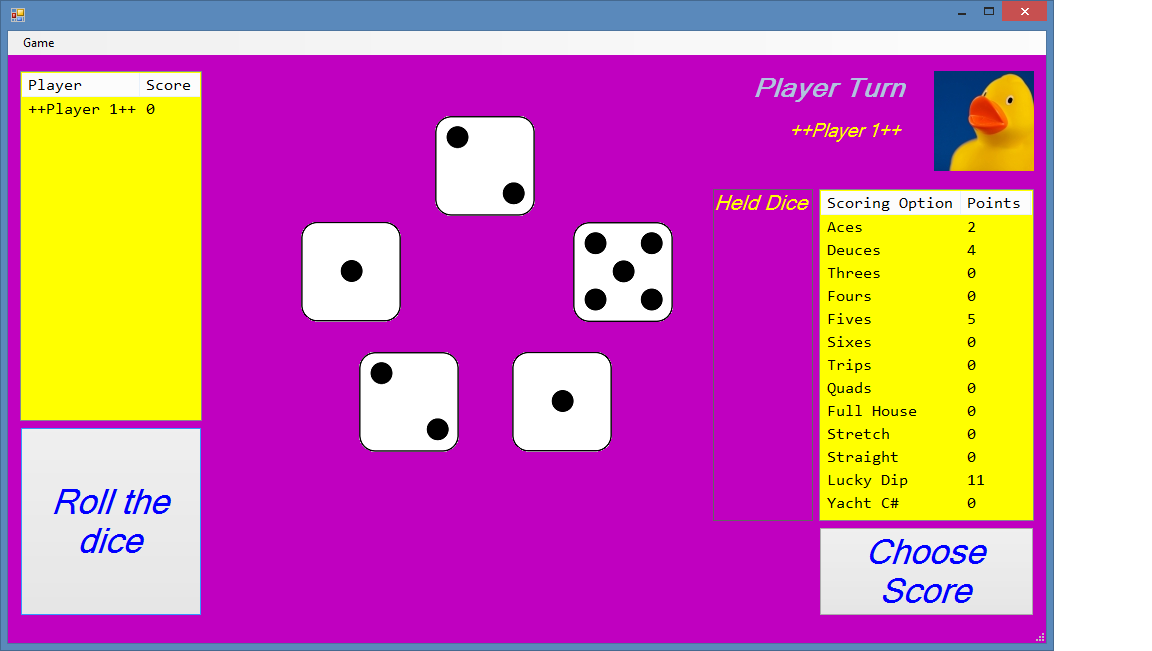 Game
Player Score
++Player 1++ 0
Roll the
dice
Player Turn
++Player 1++
Held Dice
Scoring Option Points
Aces 2
Deuces 4
Threes 0
Fours 0
Fives 5
Sixes 0
Trips 0
Quads 0
Full House 0
Stretch 0
Straight 0
Lucky Dip 11
Yacht C# 0
Choose
Score